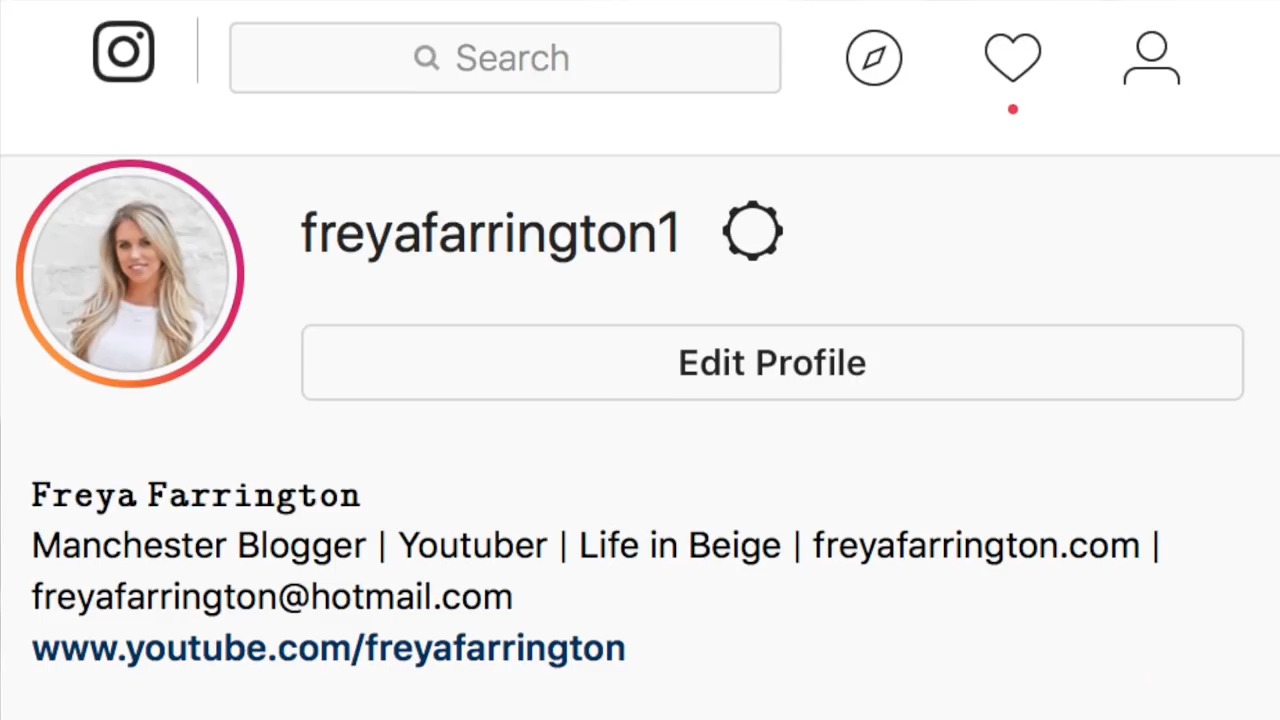 Search
freyafarrington1
Edit Profile
Freya Farrington
Manchester Blogger | Youtuber | Life in Beige | freyafarrington.com |
freyafarrington@hotmail.com
www.youtube.com/freyafarrington